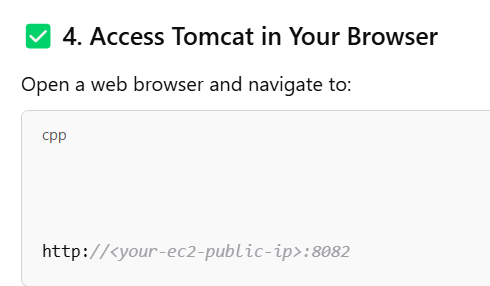 ✅ 4. Access Tomcat in Your Browser
Open a web browser and navigate to:
cpp
http://<your-ec2-public-ip>:8082